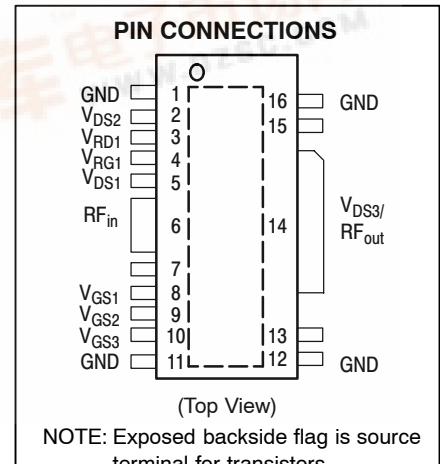 PIN CONNECTIONS
GND 1 16 GND
VDS2 2 15
VRD1 3
VRG1 4
VDS1 5
RFin 6 14 VDS3/
RFout
7
VGS1 8
VGS2 9
VGS3 10 13
GND 11 12 GND
(Top View)
NOTE: Exposed backside flag is source
terminal for transistors